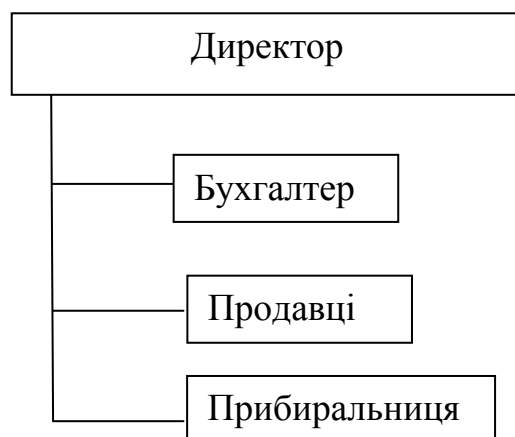 Директор
Бухгалтер
Продавці
Прибиральниця